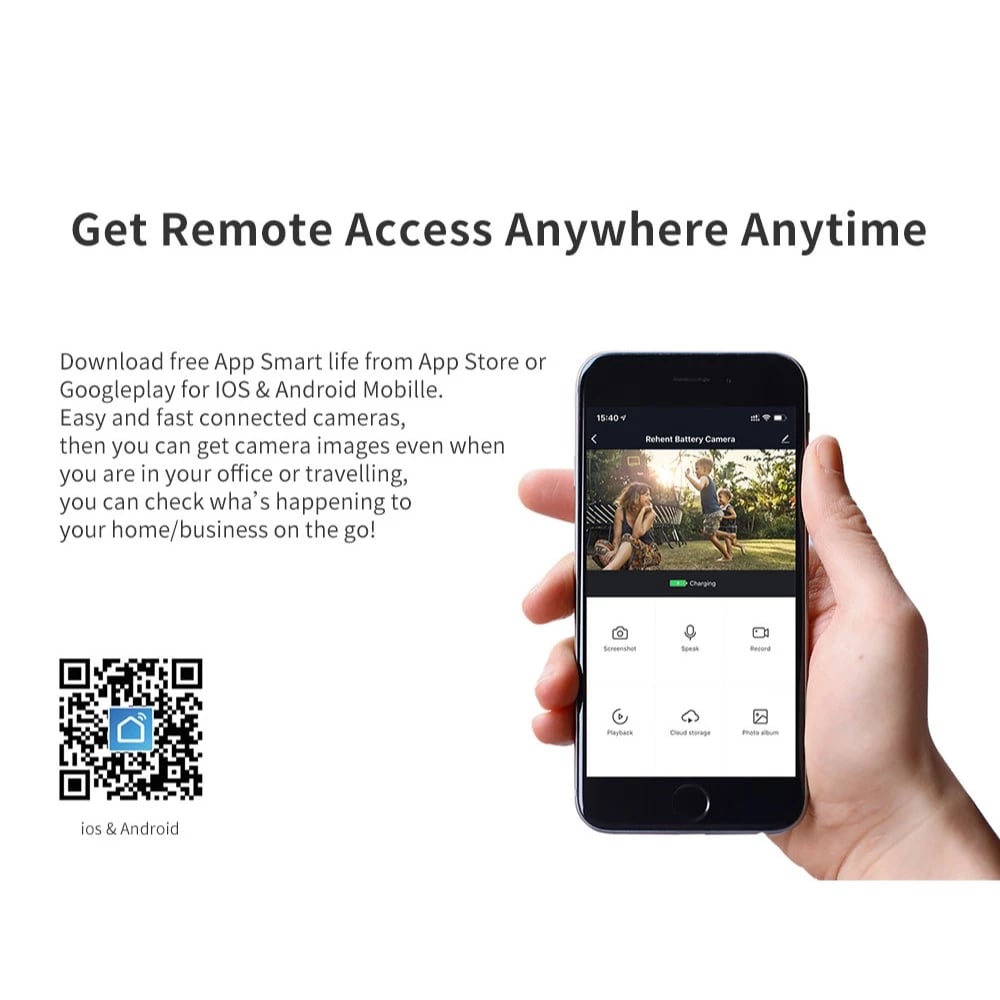 Get Remote Access Anywhere Anytime
Download free App Smart life from App Store or
Googleplay for IOS & Android Mobille.
Easy and fast connected cameras,
then you can get camera images even when
you are in your office or travelling,
you can check wha's happening to
your home/business on the go!
ios & Android
15:40
Rehent Battery Camera
Charging
Screenshot
Speak
Record
Playback
Cloud storage
Photo album